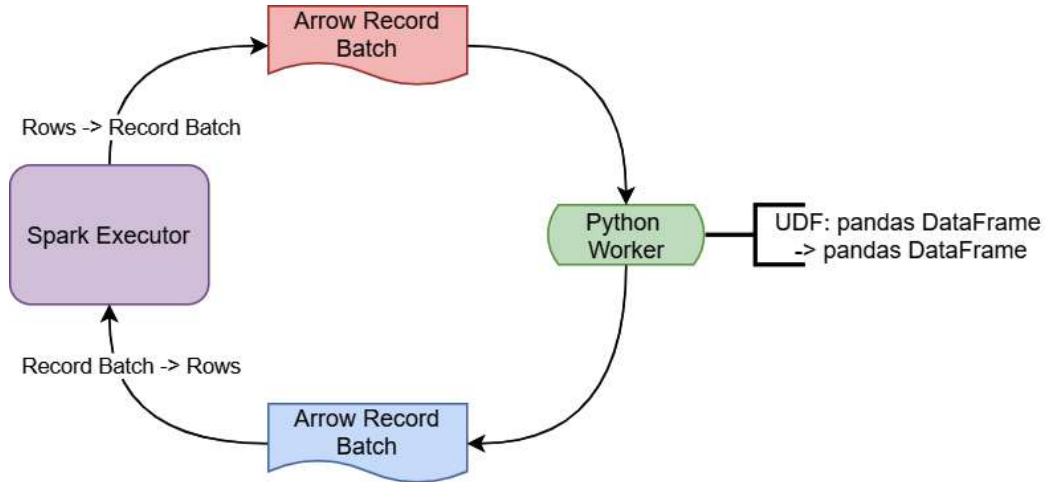 Arrow Record
Batch
Rows -> Record Batch
Spark Executor
Python
Worker
UDF: pandas DataFrame
-> pandas DataFrame
Record Batch -> Rows
Arrow Record
Batch